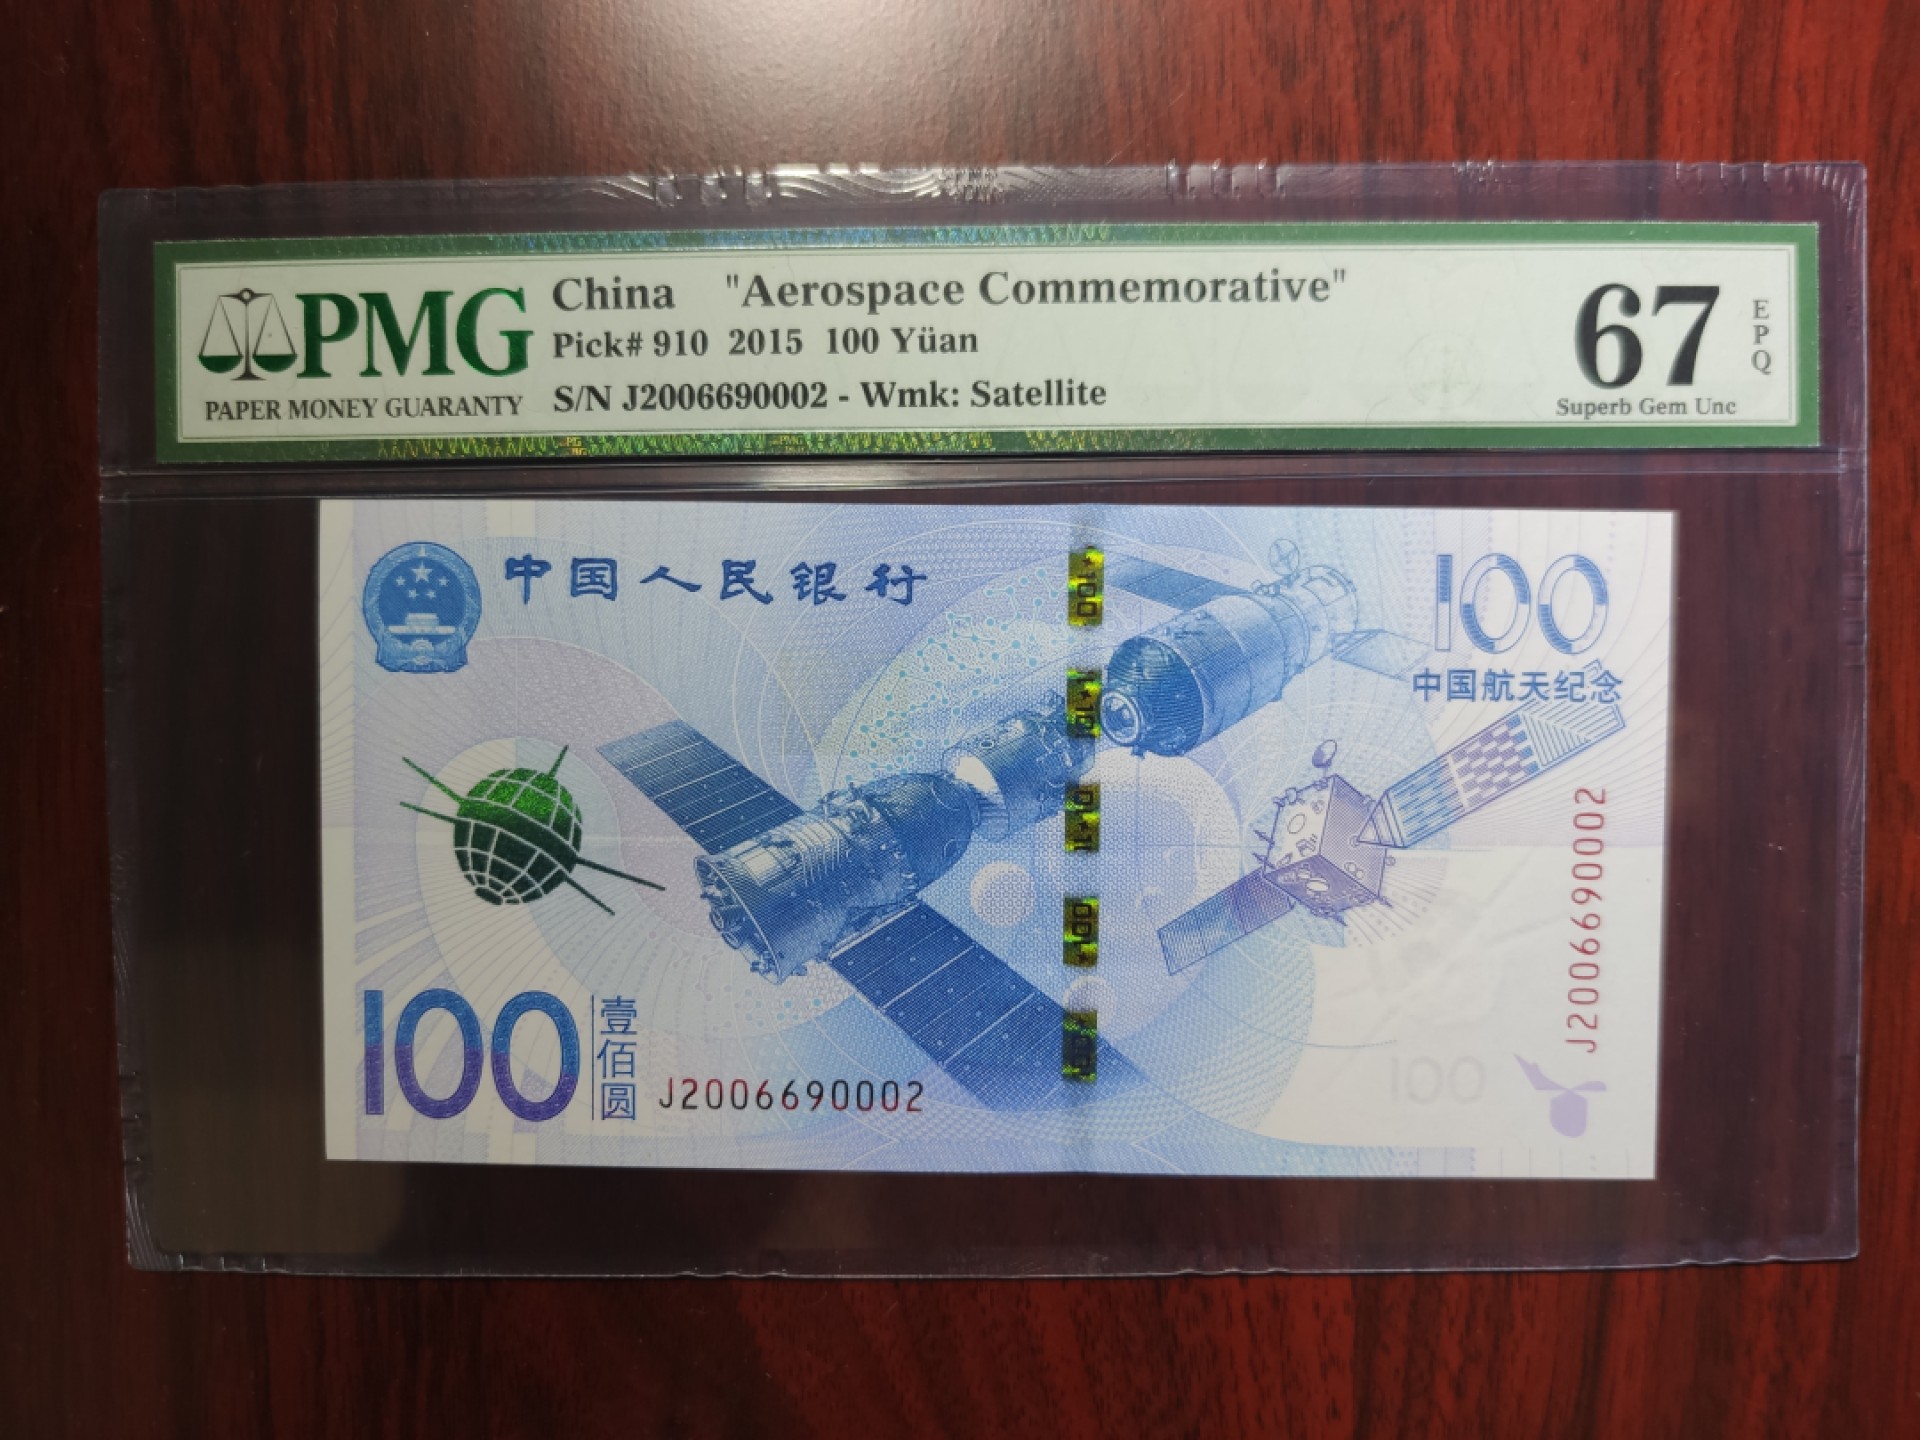 PMG
PAPER MONEY GUARANTY
China "Aerospace Commemorative"
Pick# 910 2015 100 Yüan
S/N J2006690002 - Wmk: Satellite
67
EPQ
Superb Gem Unc
中国人民银行
100
中国航天纪念
J2006690002
100
壹佰圆
J2006690002
100